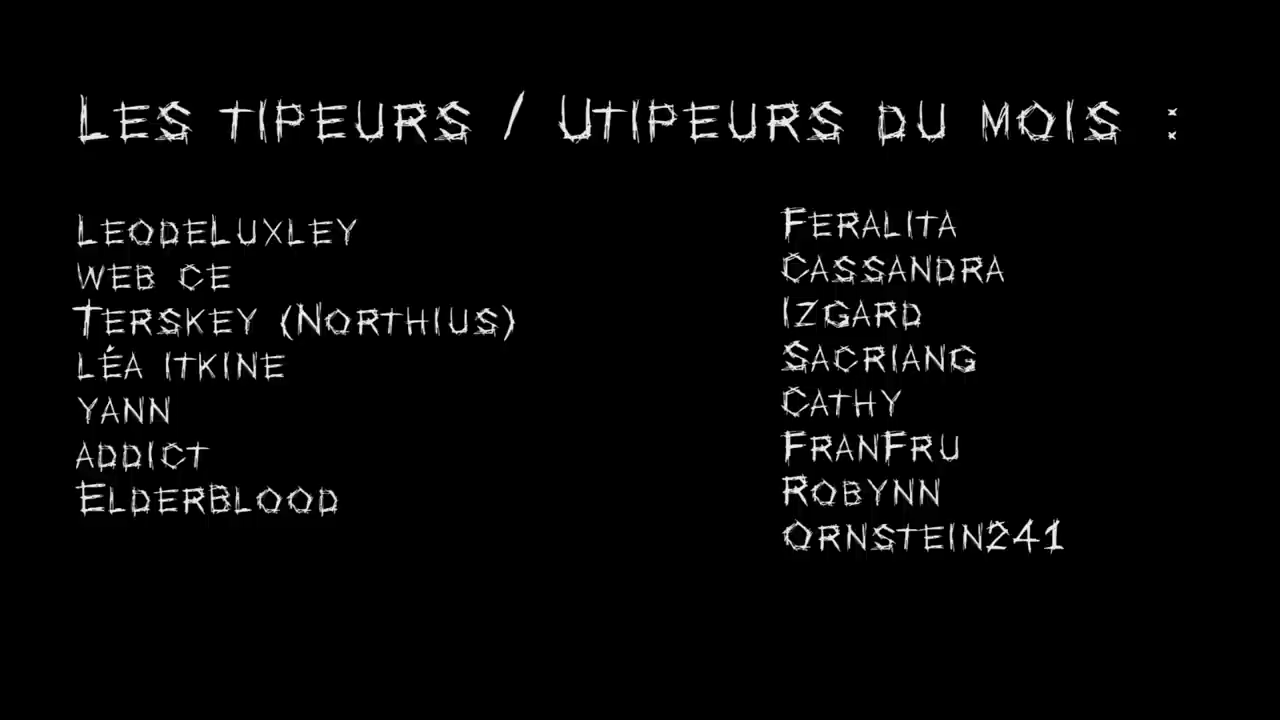 Les tipeurs / Utipeurs du mois :
LeodeLuxley
web ce
Terskey (Northius)
léa itkine
yann
addict
ElderBlood
Feralita
Cassandra
Izgard
Sacriang
Cathy
FranFru
Robynn
Ornstein241